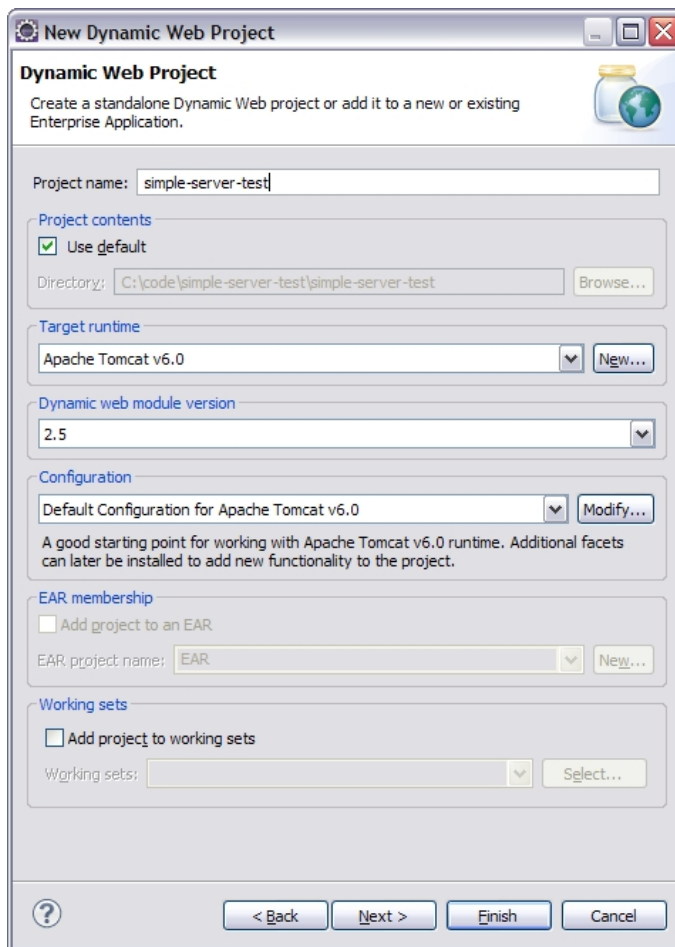 New Dynamic Web Project
Dynamic Web Project
Create a standalone Dynamic Web project or add it to a new or existing
Enterprise Application.
Project name: simple-server-test
Project contents
Use default
Directory: C:\code\simple-server-test\simple-server-test Browse...
Target runtime
Apache Tomcat v6.0 New...
Dynamic web module version
2.5
Configuration
Default Configuration for Apache Tomcat v6.0 Modify...
A good starting point for working with Apache Tomcat v6.0 runtime. Additional facets
can later be installed to add new functionality to the project.
EAR membership
Add project to an EAR
EAR project name: EAR New...
Working sets
Add project to working sets
Working sets: Select...
? < Back Next > Finish Cancel